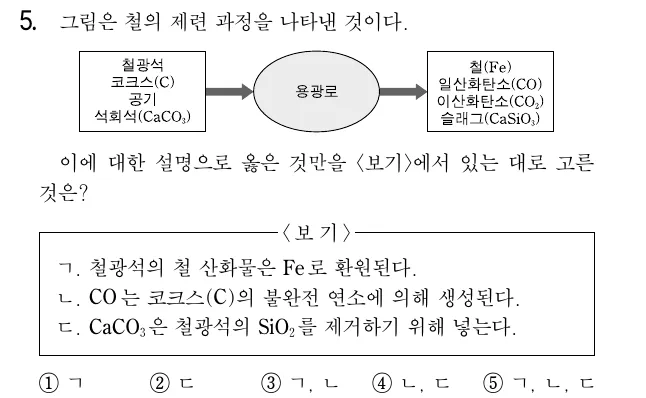 5. 그림은 철의 제련 과정을 나타낸 것이다.
철광석
코크스(C)
공기
석회석(CaCO₃)
용광로
철(Fe)
일산화탄소(CO)
이산화탄소(CO₂)
슬래그(CaSiO₃)
이에 대한 설명으로 옳은 것만을 〈보기〉에서 있는 대로 고른
것은?
〈보 기〉
ㄱ. 철광석의 철 산화물은 Fe로 환원된다.
ㄴ. CO는 코크스(C)의 불완전 연소에 의해 생성된다.
ㄷ. CaCO₃은 철광석의 SiO₂를 제거하기 위해 넣는다.
① ㄱ ② ㄷ ③ ㄱ, ㄴ ④ ㄴ, ㄷ ⑤ ㄱ, ㄴ, ㄷ